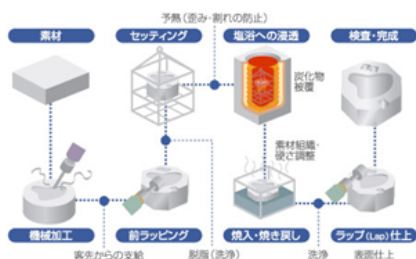 予熱(歪み・割れの防止)
素材
セッティング
塩浴への浸透
検査・完成
炭化物
被覆
素材組織・
硬さ調整
機械加工
前ラッピング
焼入・焼き戻し
ラップ(Lap)仕上
客先からの支給
脱脂(洗浄)
洗浄
表面仕上